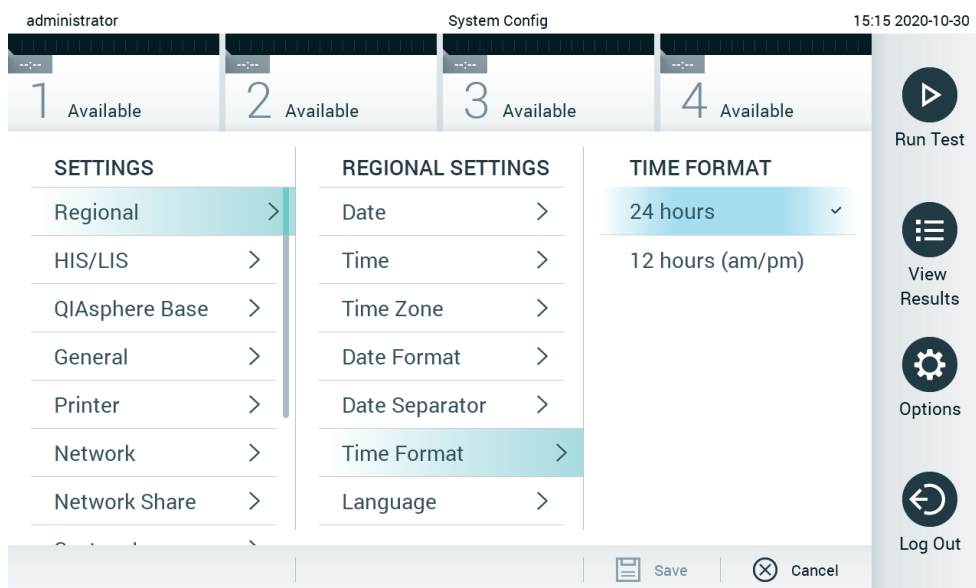 administrator
System Config
15:15 2020-10-30
--:--
--:--
--:--
--:--
1 Available
2 Available
3 Available
4 Available
Run Test
View
Results
Options
Log Out
SETTINGS
Regional
HIS/LIS
QIAsphere Base
General
Printer
Network
Network Share
REGIONAL SETTINGS
Date
Time
Time Zone
Date Format
Date Separator
Time Format
Language
TIME FORMAT
24 hours
12 hours (am/pm)
Save
Cancel